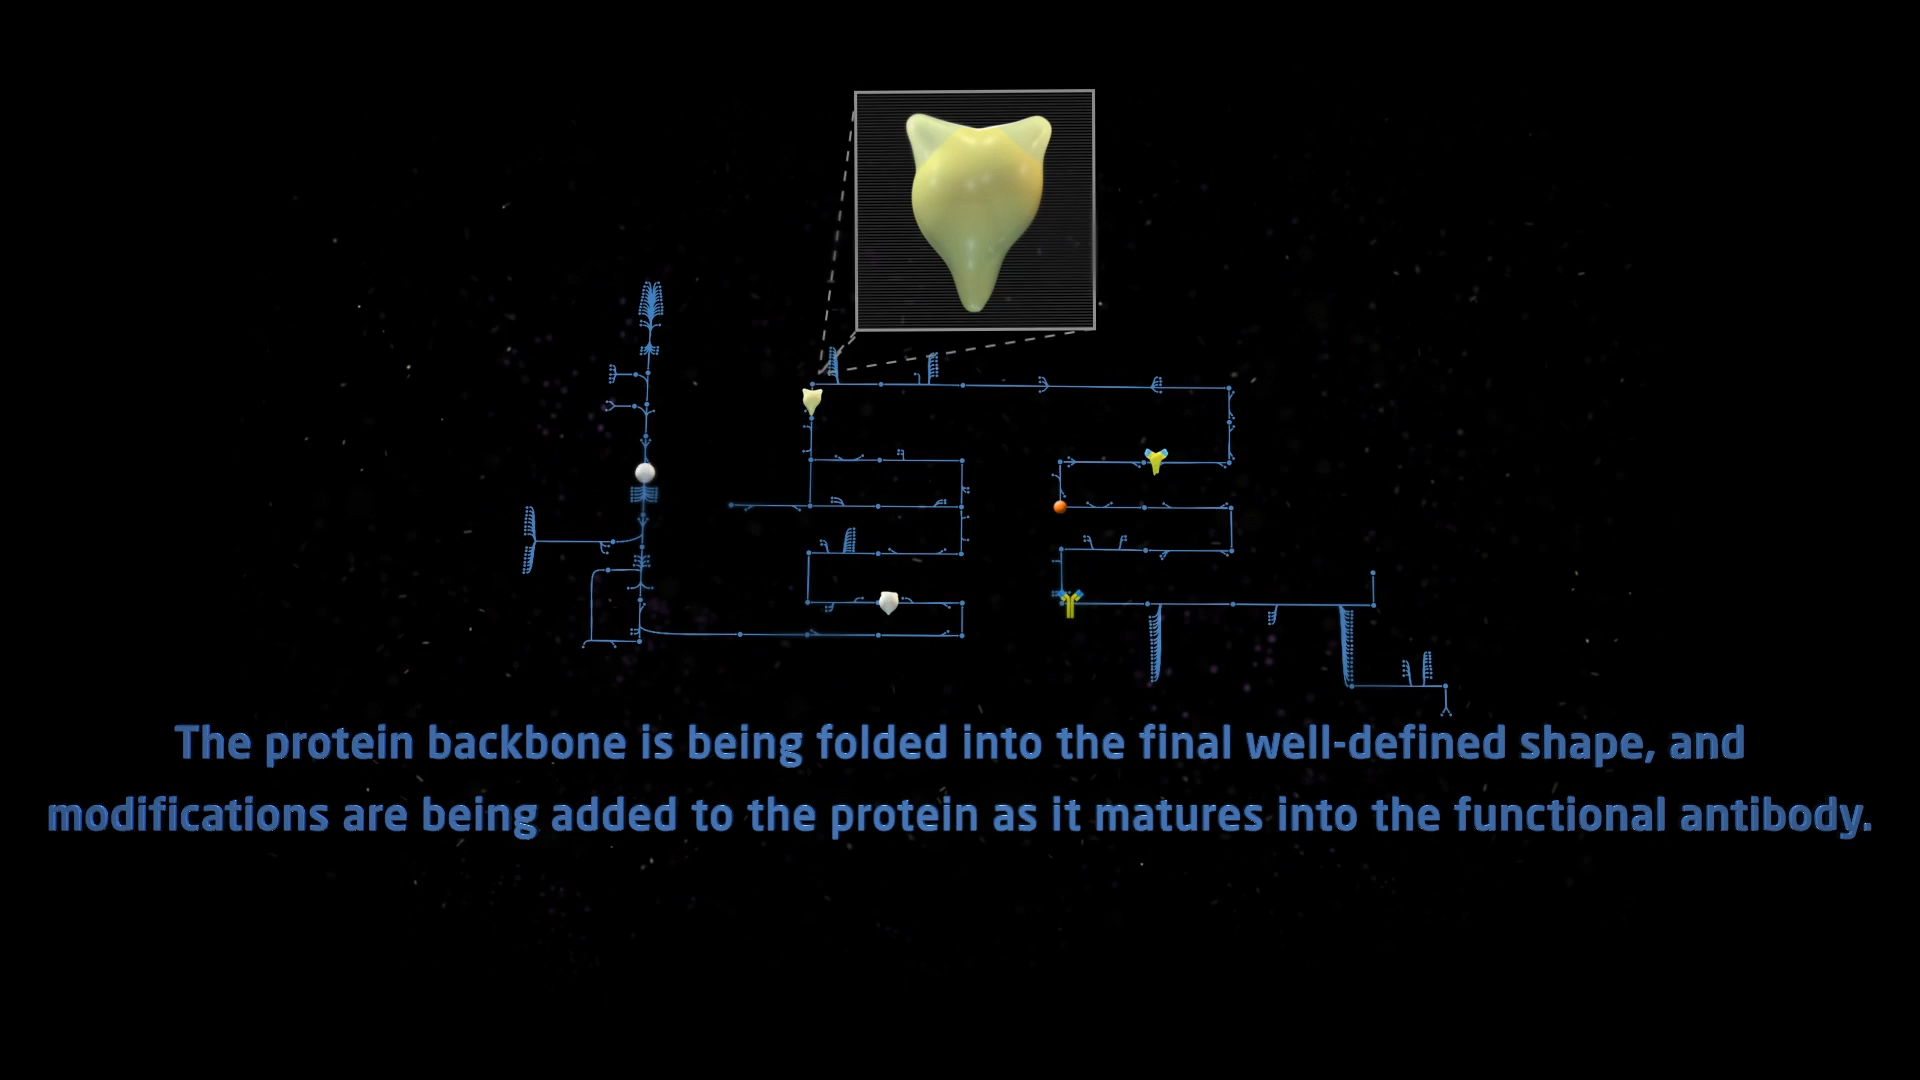 The protein backbone is being folded into the final well-defined shape, and
modifications are being added to the protein as it matures into the functional antibody.